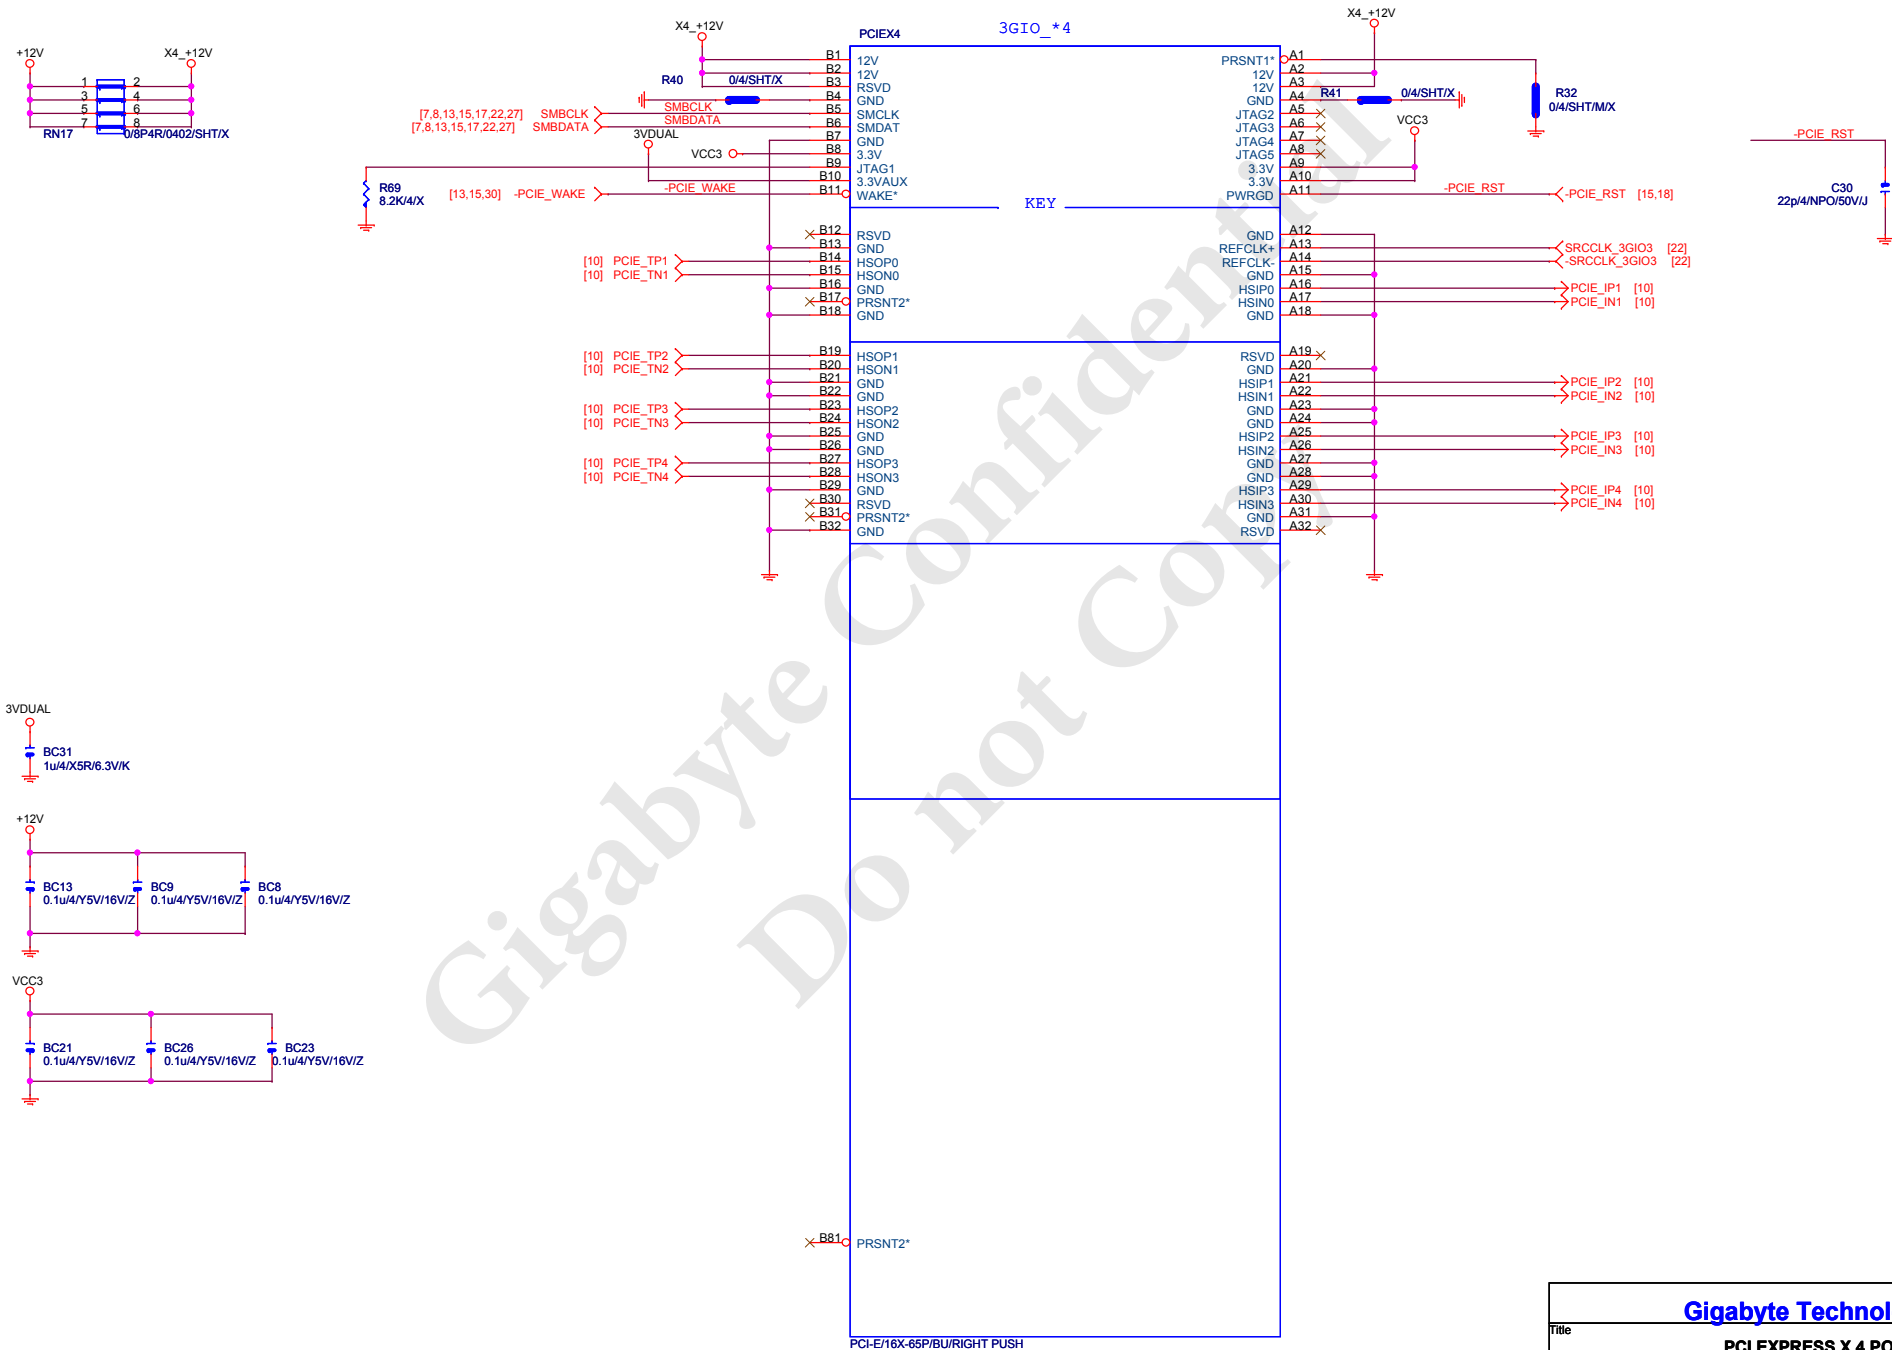 +12V
X4_+12V
1 2
3 4
5 6
7 8
RN17 0/8P4R/0402/SHT/X
X4_+12V
PCIEX4
3GIO_*4
X4_+12V
R40 0/4/SHT/X
R41 0/4/SHT/X
R32
0/4/SHT/M/X
VCC3
-PCIE_RST
C30
22p/4/NPO/50V/J
[7,8,13,15,17,22,27] SMBCLK
SMBCLK
[7,8,13,15,17,22,27] SMBDATA
SMBDATA
3VDUAL
VCC3
R69
8.2K/4/X
[13,15,30] -PCIE_WAKE
-PCIE_WAKE
-PCIE_RST
-PCIE_RST [15,18]
B1 12V
B2 12V
B3 RSVD
B4 GND
B5 SMCLK
B6 SMDAT
B7 GND
B8 3.3V
B9 JTAG1
B10 3.3VAUX
B11 WAKE*
PRSNT1* A1
12V A2
12V A3
GND A4
JTAG2 A5
JTAG3 A6
JTAG4 A7
JTAG5 A8
3.3V A9
3.3V A10
PWRGD A11
KEY
B12 RSVD
B13 GND
[10] PCIE_TP1 B14 HSOP0
[10] PCIE_TN1 B15 HSON0
B16 GND
B17 PRSNT2*
B18 GND
GND A12
REFCLK+ A13 SRCCLK_3GIO3 [22]
REFCLK- A14 -SRCCLK_3GIO3 [22]
GND A15
HSIP0 A16 PCIE_IP1 [10]
HSIN0 A17 PCIE_IN1 [10]
GND A18
[10] PCIE_TP2 B19 HSOP1
[10] PCIE_TN2 B20 HSON1
B21 GND
B22 GND
[10] PCIE_TP3 B23 HSOP2
[10] PCIE_TN3 B24 HSON2
B25 GND
B26 GND
[10] PCIE_TP4 B27 HSOP3
[10] PCIE_TN4 B28 HSON3
B29 GND
B30 RSVD
B31 PRSNT2*
B32 GND
RSVD A19
GND A20
HSIP1 A21 PCIE_IP2 [10]
HSIN1 A22 PCIE_IN2 [10]
GND A23
GND A24
HSIP2 A25 PCIE_IP3 [10]
HSIN2 A26 PCIE_IN3 [10]
GND A27
GND A28
HSIP3 A29 PCIE_IP4 [10]
HSIN3 A30 PCIE_IN4 [10]
GND A31
RSVD A32
Gigabyte Confidential
Do not Copy
3VDUAL
BC31
1u/4/X5R/6.3V/K
+12V
BC13
0.1u/4/Y5V/16V/Z
BC9
0.1u/4/Y5V/16V/Z
BC8
0.1u/4/Y5V/16V/Z
VCC3
BC21
0.1u/4/Y5V/16V/Z
BC26
0.1u/4/Y5V/16V/Z
BC23
0.1u/4/Y5V/16V/Z
B81 PRSNT2*
PCI-E/16X-65P/BU/RIGHT PUSH
Gigabyte Technol
Title
PCI EXPRESS X 4 PO